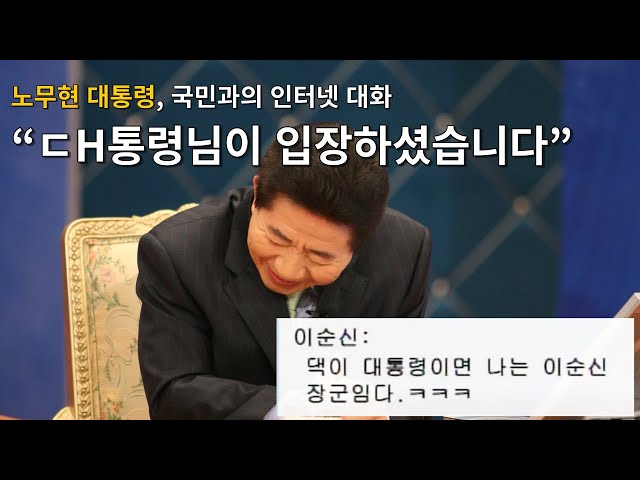 노무현 대통령, 국민과의 인터넷 대화
“ㄷH통령님이 입장하셨습니다”
이순신:
댁이 대통령이면 나는 이순신
장군임다.ㅋㅋㅋ